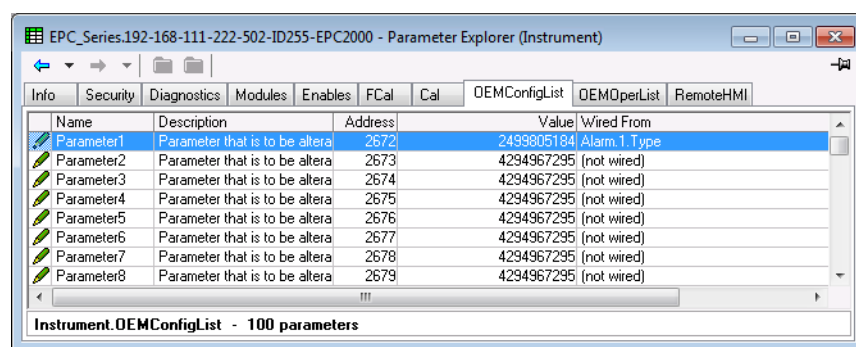 EPC_Series.192-168-111-222-502-ID255-EPC2000 - Parameter Explorer (Instrument)
Info Security Diagnostics Modules Enables FCal Cal OEMConfigList OEMOperList RemoteHMI
Name Description Address Value Wired From
Parameter1 Parameter that is to be altera 2672 2499805184 Alarm.1.Type
Parameter2 Parameter that is to be altera 2673 4294967295 (not wired)
Parameter3 Parameter that is to be altera 2674 4294967295 (not wired)
Parameter4 Parameter that is to be altera 2675 4294967295 (not wired)
Parameter5 Parameter that is to be altera 2676 4294967295 (not wired)
Parameter6 Parameter that is to be altera 2677 4294967295 (not wired)
Parameter7 Parameter that is to be altera 2678 4294967295 (not wired)
Parameter8 Parameter that is to be altera 2679 4294967295 (not wired)
Instrument.OEMConfigList - 100 parameters